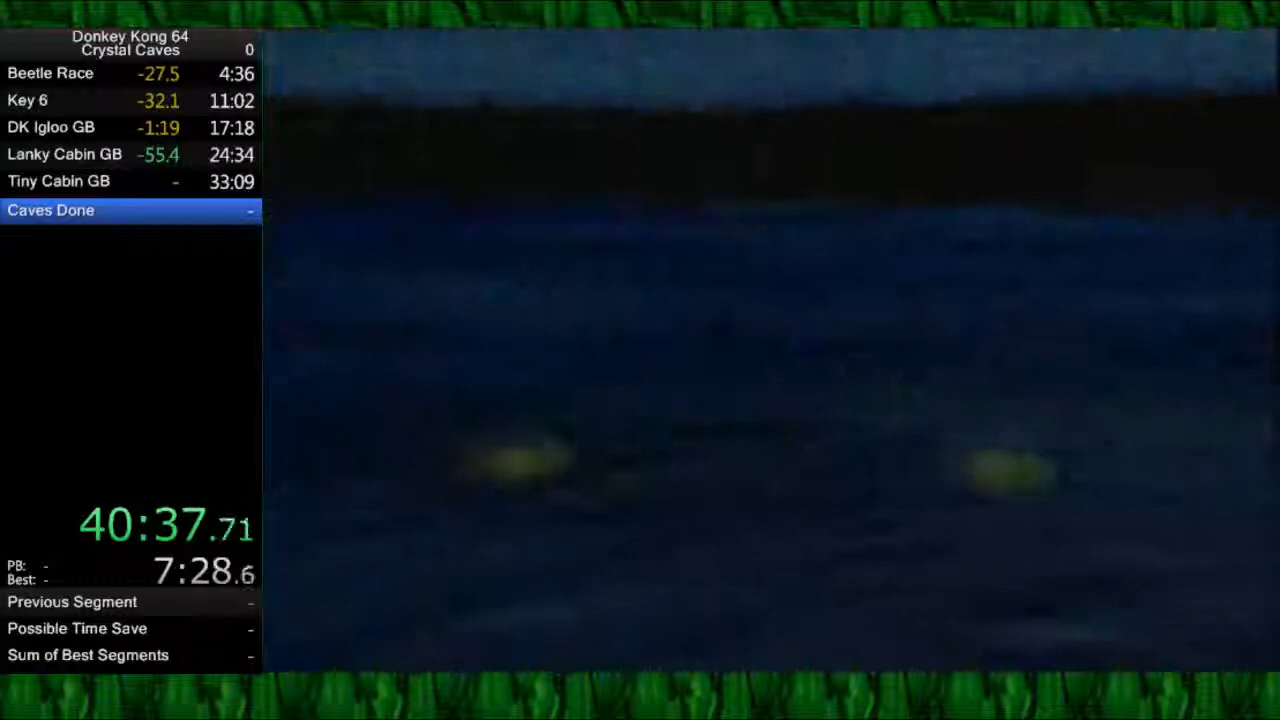 Donkey Kong 64
Crystal Caves 0
Beetle Race -27.5 4:36
Key 6 -32.1 11:02
DK Igloo GB -1:19 17:18
Lanky Cabin GB -55.4 24:34
Tiny Cabin GB - 33:09
Caves Done -
40:37.71
PB: -
Best: -
7:28.6
Previous Segment -
Possible Time Save -
Sum of Best Segments -